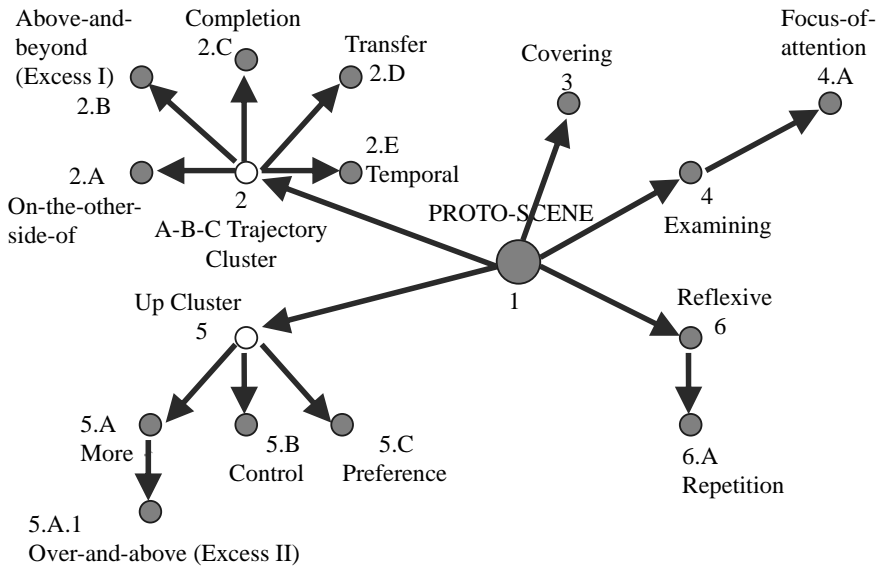 Above-and-
beyond
(Excess I)
2.B
Completion
2.C
Transfer
2.D
Covering
3
Focus-of-
attention
4.A
2.A
On-the-other-
side-of
2
A-B-C Trajectory
Cluster
2.E
Temporal
PROTO-SCENE
1
4
Examining
Up Cluster
5
Reflexive
6
5.A
More
5.B
Control
5.C
Preference
6.A
Repetition
5.A.1
Over-and-above (Excess II)